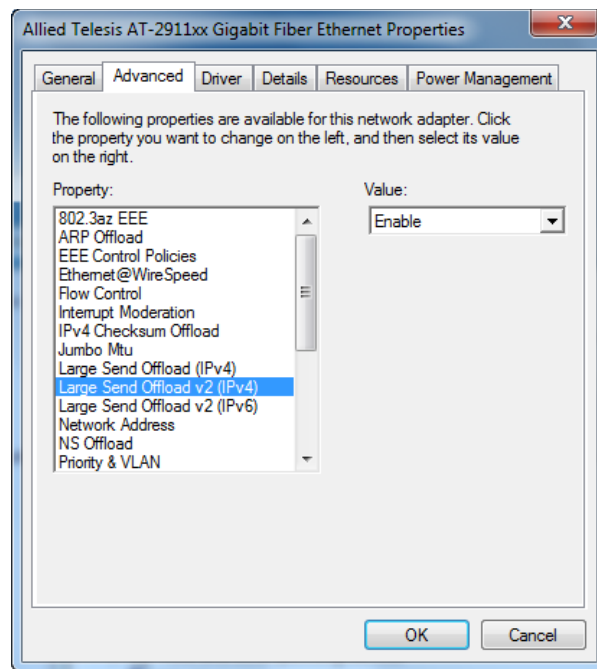 Allied Telesis AT-2911xx Gigabit Fiber Ethernet Properties
General Advanced Driver Details Resources Power Management
The following properties are available for this network adapter. Click
the property you want to change on the left, and then select its value
on the right.
Property:
Value:
802.3az EEE
Enable
ARP Offload
EEE Control Policies
Ethernet@WireSpeed
Flow Control
Interrupt Moderation
IPv4 Checksum Offload
Jumbo Mtu
Large Send Offload (IPv4)
Large Send Offload v2 (IPv4)
Large Send Offload v2 (IPv6)
Network Address
NS Offload
Priority & VLAN
OK Cancel